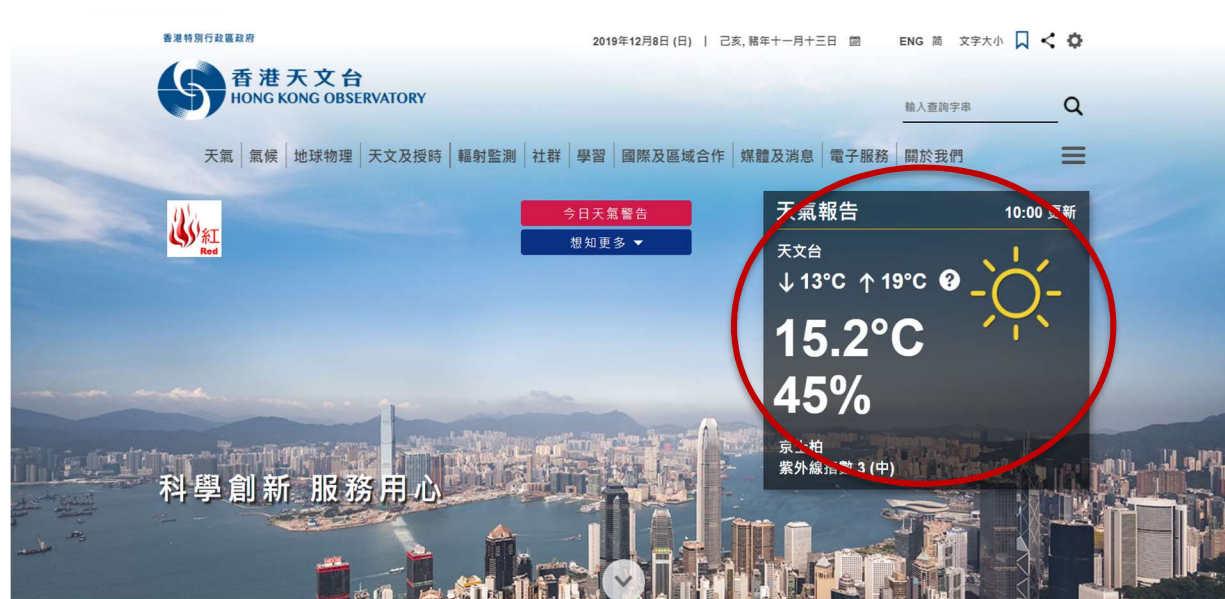 香港特別行政區政府
2019年12月8日 (日) | 己亥, 豬年十一月十三日
ENG 简 文字大小
香港天文台
HONG KONG OBSERVATORY
輸入查詢字串
天氣 氣候 地球物理 天文及授時 輻射監測 社群 學習 國際及區域合作 媒體及消息 電子服務 關於我們
紅
Red
今日天氣警告
想知更多
天氣報告 10:00 更新
天文台
↓13°C ↑19°C ?
15.2°C
45%
京士柏
紫外線指數 3 (中)
科學創新 服務用心